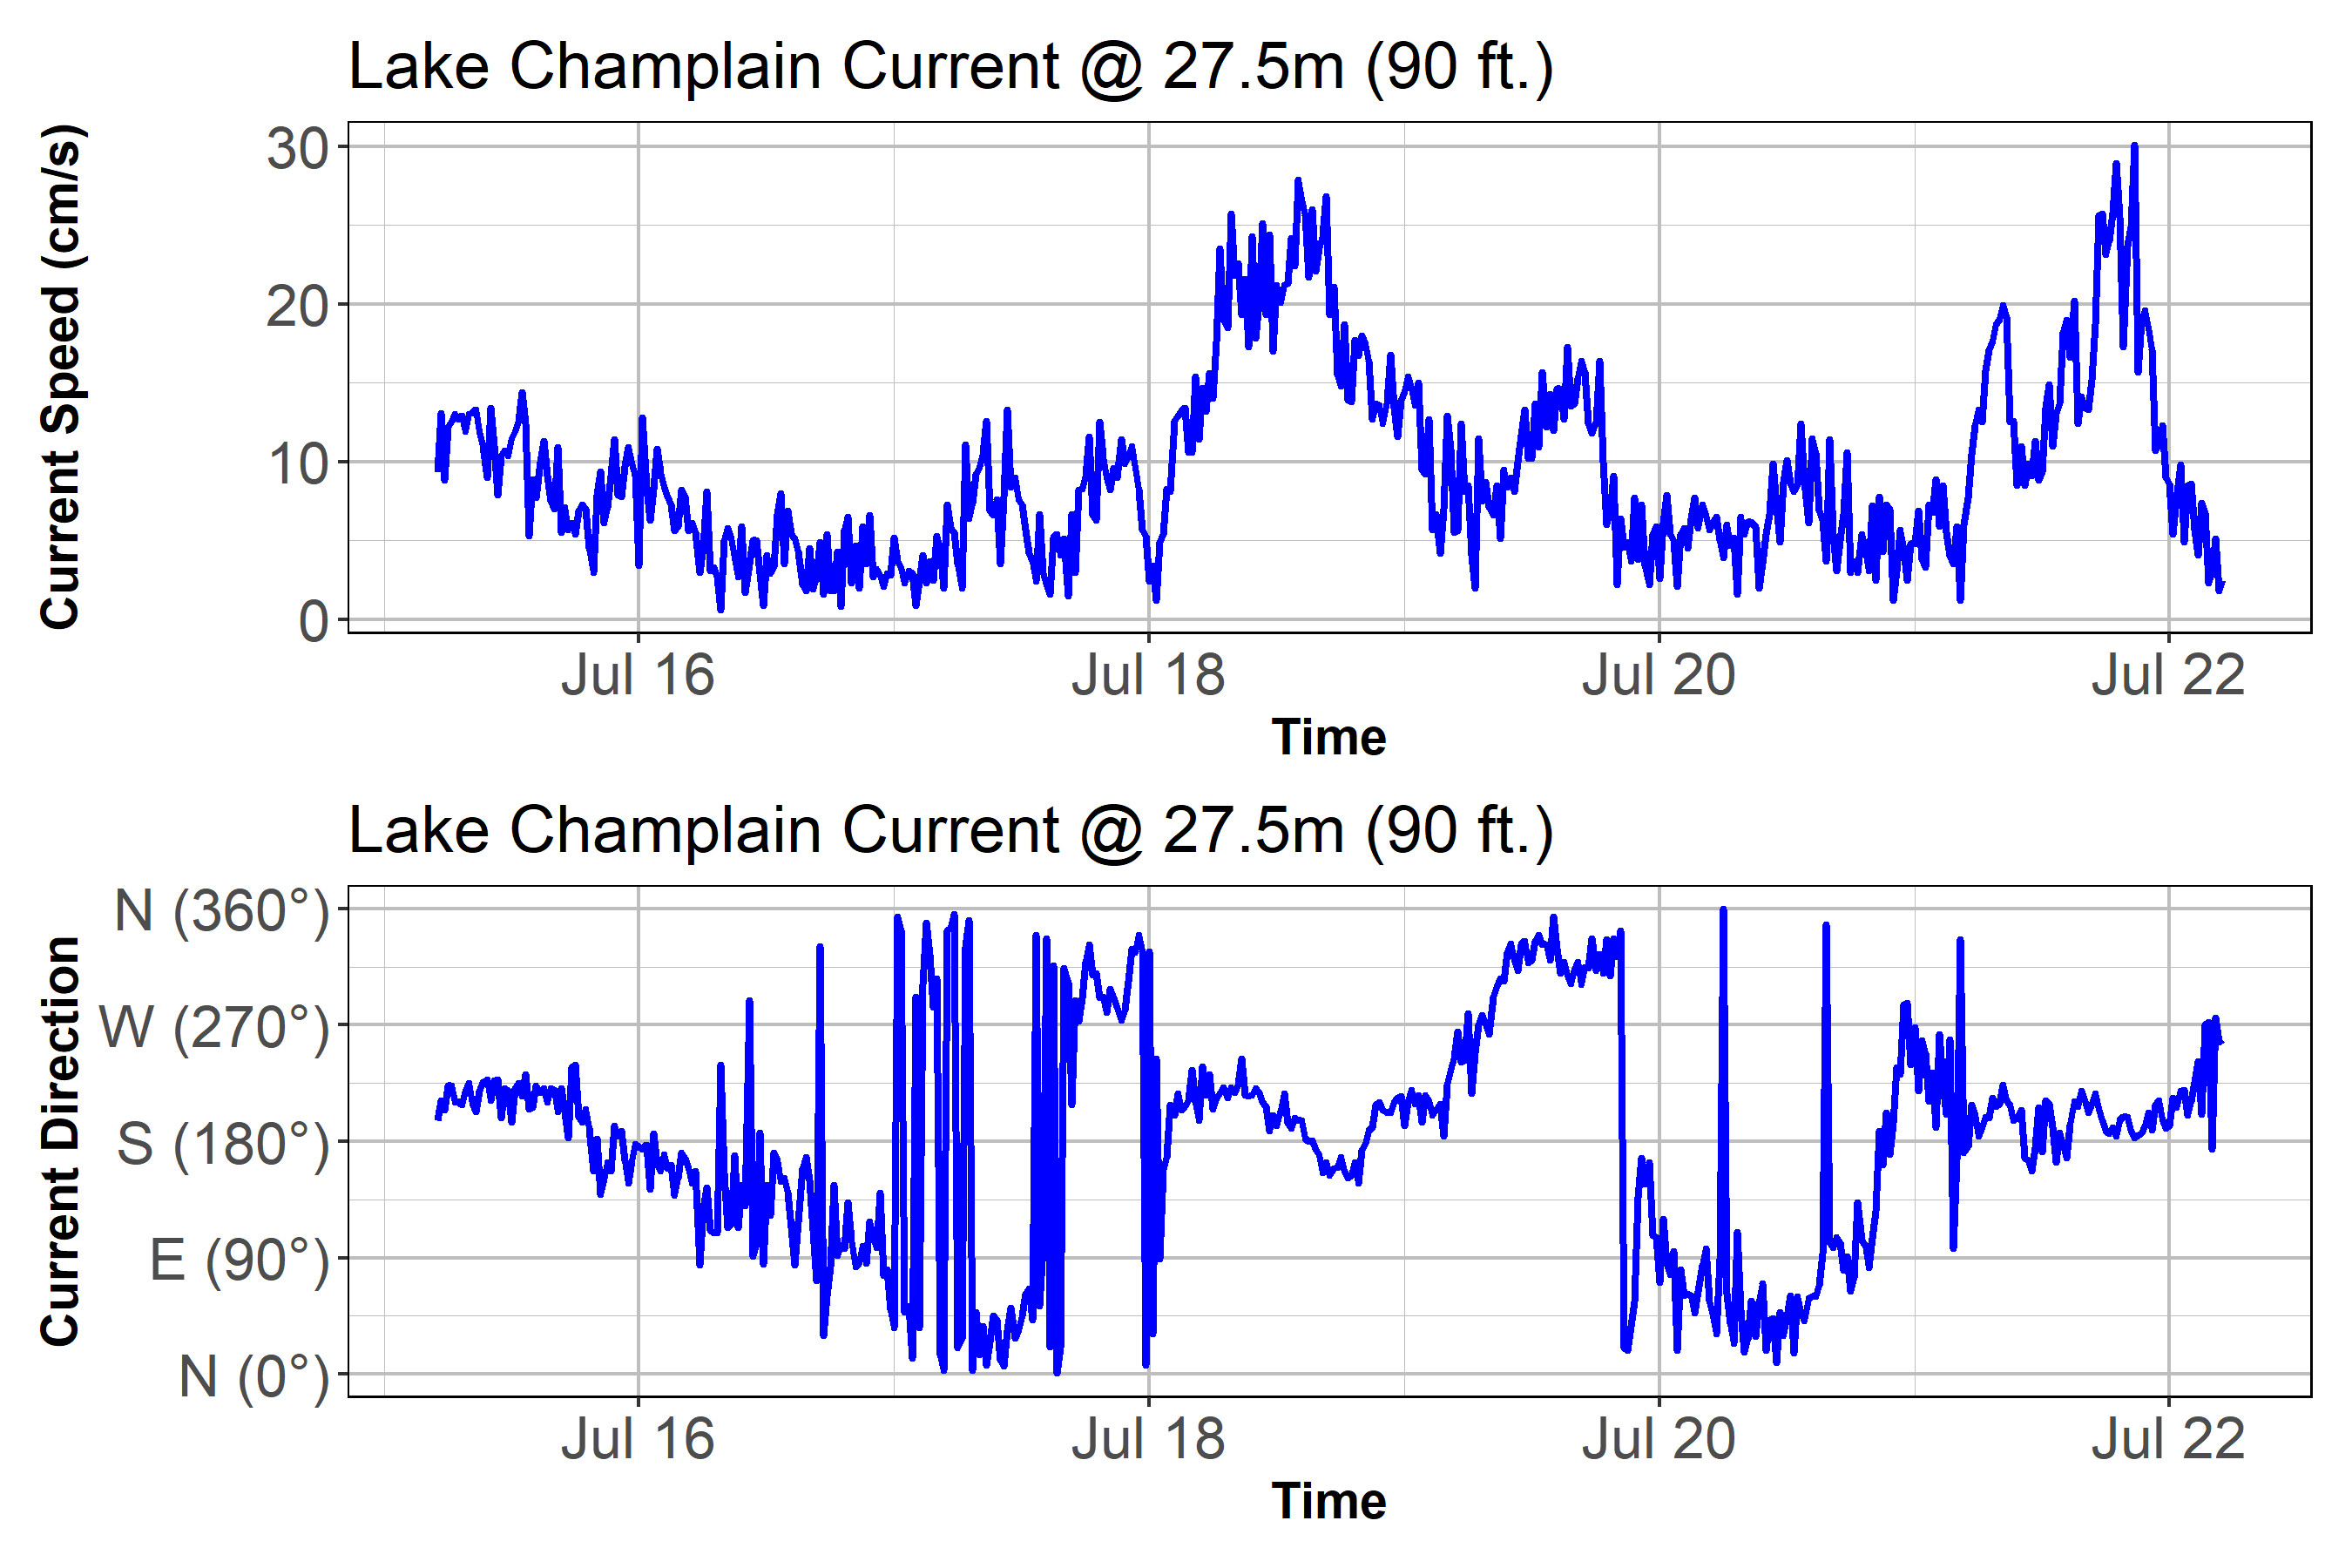 Lake Champlain Current @ 27.5m (90 ft.)
Current Speed (cm/s)
30
20
10
0
Jul 16 Jul 18 Jul 20 Jul 22
Time
Lake Champlain Current @ 27.5m (90 ft.)
Current Direction
N (360°)
W (270°)
S (180°)
E (90°)
N (0°)
Jul 16 Jul 18 Jul 20 Jul 22
Time